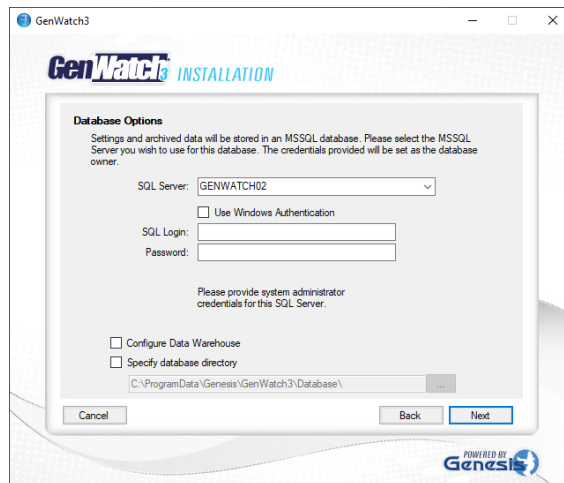 GenWatch3
GenWatch3 INSTALLATION
Database Options
Settings and archived data will be stored in an MSSQL database. Please select the MSSQL
Server you wish to use for this database. The credentials provided will be set as the database
owner.
SQL Server: GENWATCH02
Use Windows Authentication
SQL Login:
Password:
Please provide system administrator
credentials for this SQL Server.
Configure Data Warehouse
Specify database directory
C:\ProgramData\Genesis\GenWatch3\Database\ ...
Cancel Back Next
POWERED BY
Genesis